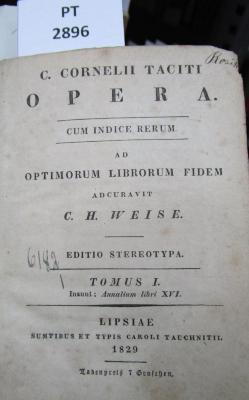 PT
2896
C. CORNELII TACITI
OPERA.
CUM INDICE RERUM
AD
OPTIMORUM LIBRORUM FIDEM
ADCURAVIT
C. H. WEISE.
EDITIO STEREOTYPA.
TOMUS I.
Insunt: Annalium libri XVI.
LIPSIAE
SUMTIBUS ET TYPIS CAROLI TAUCHNITII.
1829
Ladenpreis 7 Groschen.